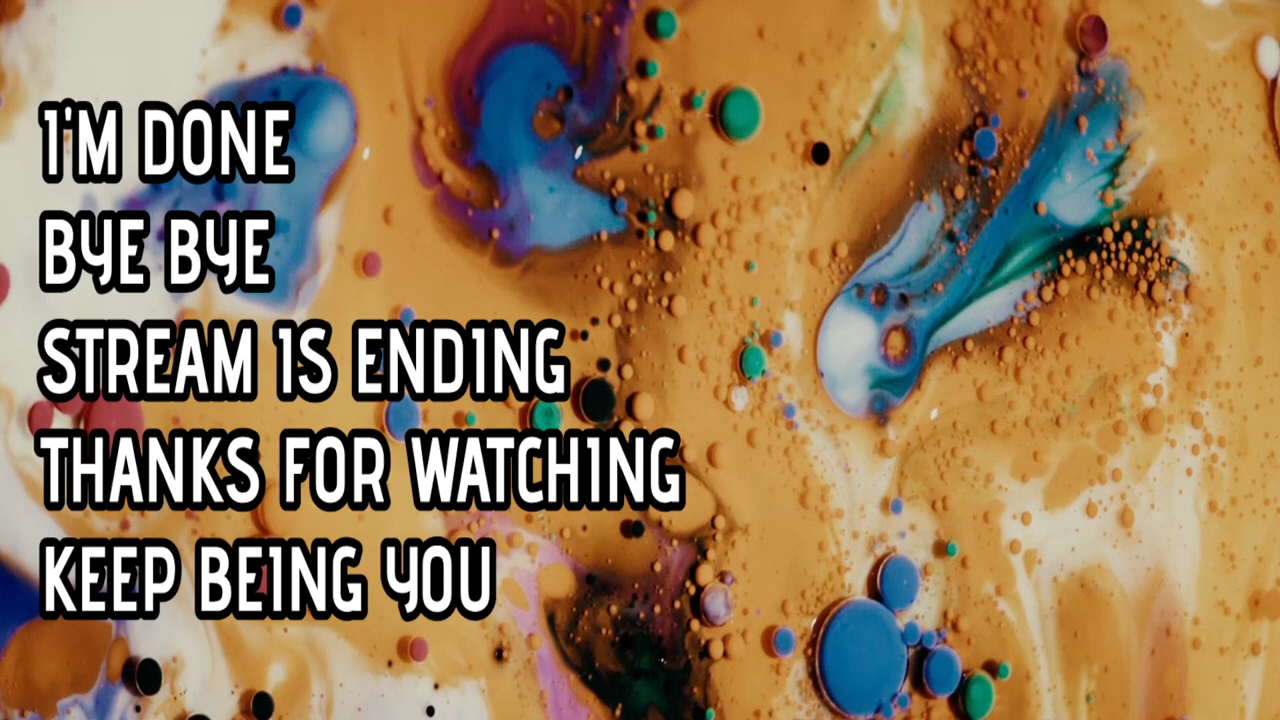 I'M DONE
BYE BYE
STREAM IS ENDING
THANKS FOR WATCHING
KEEP BEING YOU